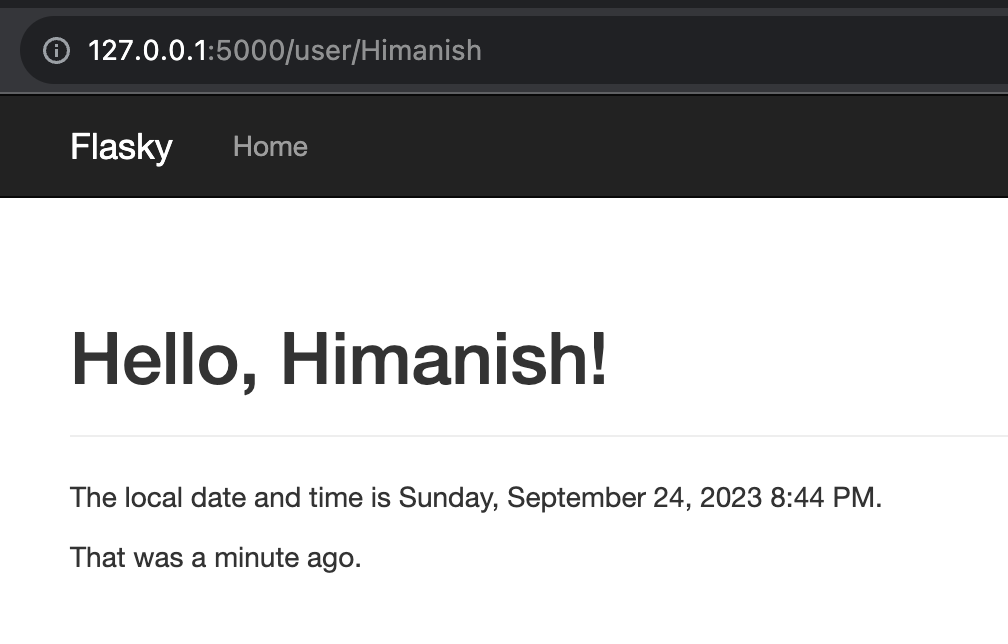 127.0.0.1:5000/user/Himanish
Flasky Home
Hello, Himanish!
The local date and time is Sunday, September 24, 2023 8:44 PM.
That was a minute ago.